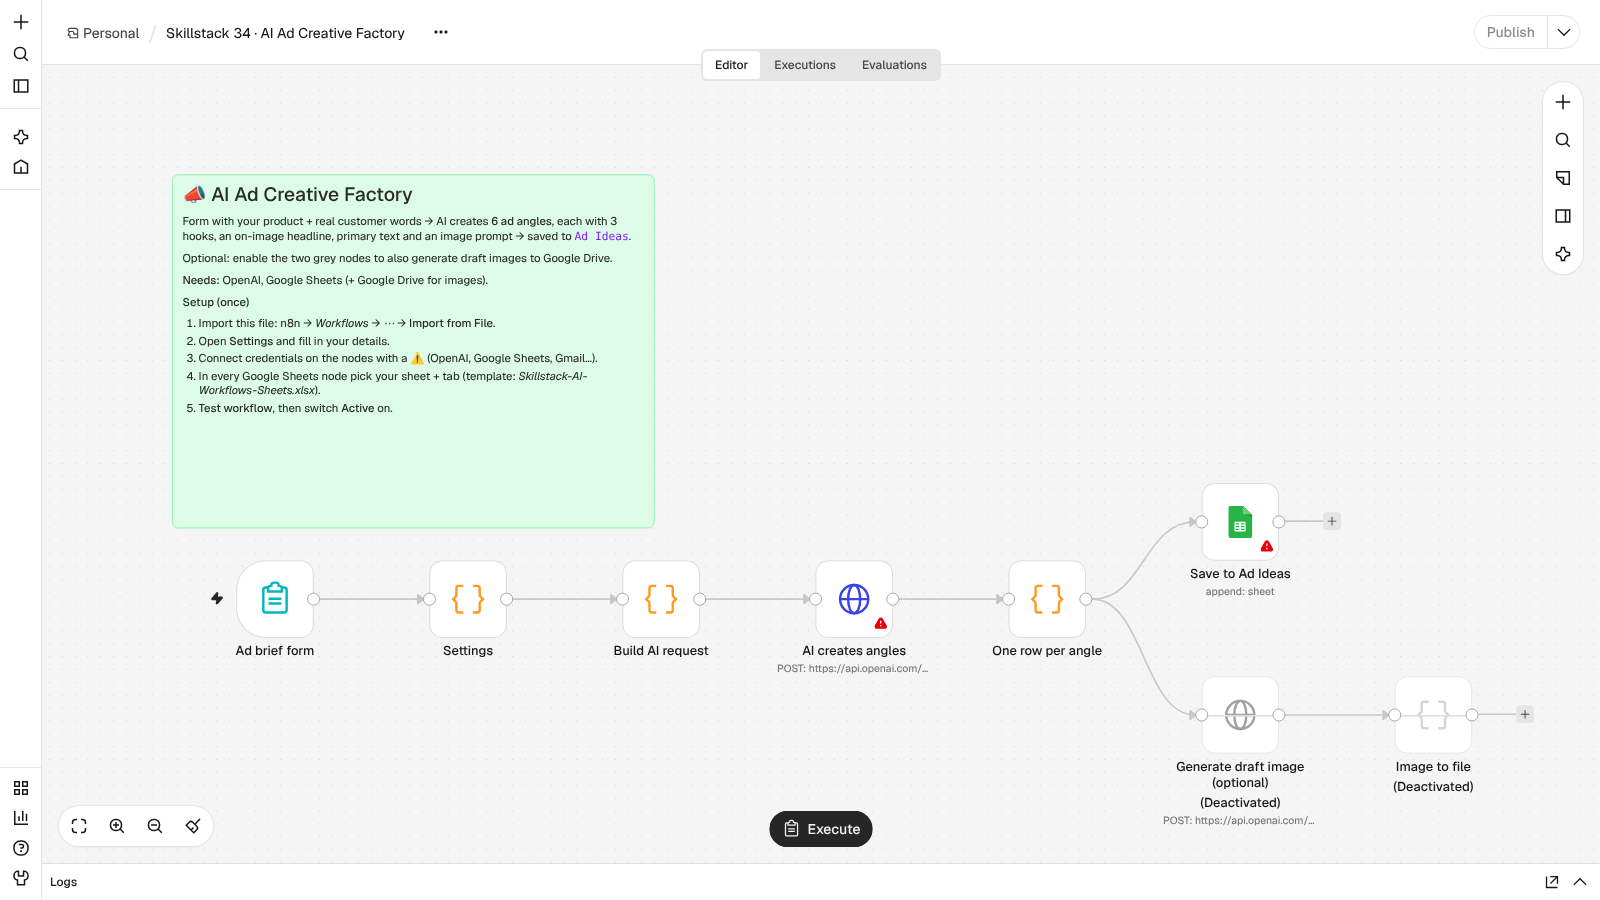 Personal / Skillstack 34 · AI Ad Creative Factory ···
Publish
Editor Executions Evaluations
📣 AI Ad Creative Factory
Form with your product + real customer words → AI creates 6 ad angles, each with 3
hooks, an on-image headline, primary text and an image prompt → saved to Ad Ideas.
Optional: enable the two grey nodes to also generate draft images to Google Drive.
Needs: OpenAI, Google Sheets (+ Google Drive for images).
Setup (once)
1. Import this file: n8n → Workflows → ··· → Import from File.
2. Open Settings and fill in your details.
3. Connect credentials on the nodes with a ⚠️ (OpenAI, Google Sheets, Gmail…).
4. In every Google Sheets node pick your sheet + tab (template: Skillstack-AI-
Workflows-Sheets.xlsx).
5. Test workflow, then switch Active on.
Save to Ad Ideas
append: sheet
Ad brief form
Settings
Build AI request
AI creates angles
POST: https://api.openai.com/...
One row per angle
Generate draft image
(optional)
(Deactivated)
POST: https://api.openai.com/...
Image to file
(Deactivated)
Execute
Logs